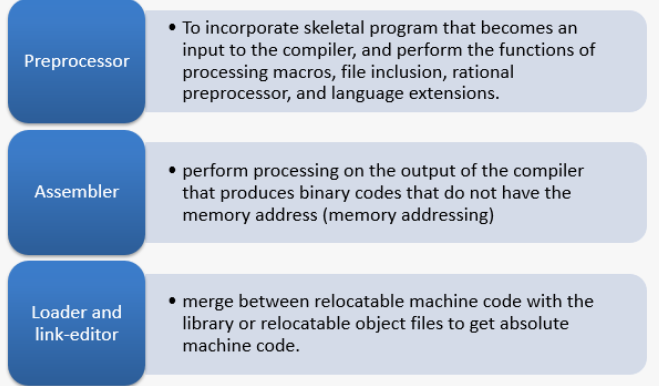 Preprocessor
• To incorporate skeletal program that becomes an
input to the compiler, and perform the functions of
processing macros, file inclusion, rational
preprocessor, and language extensions.
Assembler
• perform processing on the output of the compiler
that produces binary codes that do not have the
memory address (memory addressing)
Loader and
link-editor
• merge between relocatable machine code with the
library or relocatable object files to get absolute
machine code.